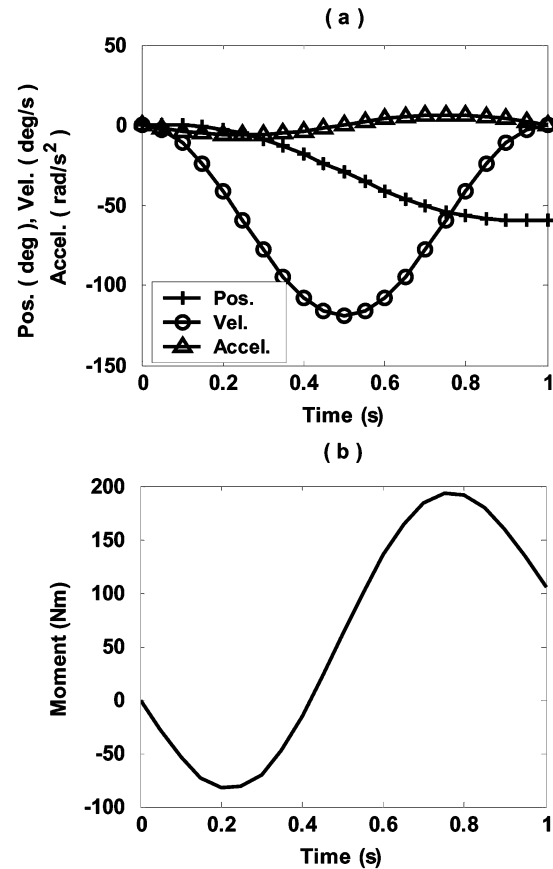 ( a )
50
0
-50
-100
-150
Pos. ( deg ), Vel. ( deg/s )
Accel. ( rad/s² )
Pos.
Vel.
Accel.
0 0.2 0.4 0.6 0.8 1
Time (s)
( b )
200
150
100
50
0
-50
-100
Moment (Nm)
0 0.2 0.4 0.6 0.8 1
Time (s)